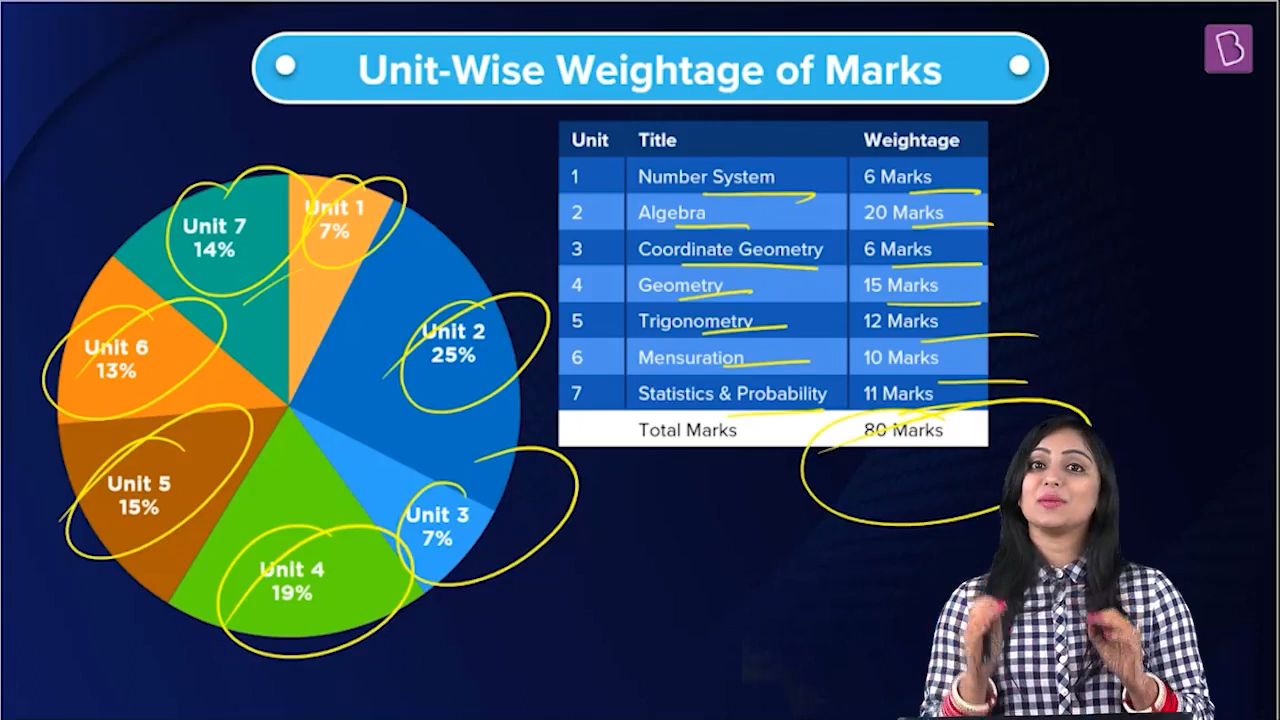 Unit-Wise Weightage of Marks
Unit Title Weightage
1 Number System 6 Marks
2 Algebra 20 Marks
3 Coordinate Geometry 6 Marks
4 Geometry 15 Marks
5 Trigonometry 12 Marks
6 Mensuration 10 Marks
7 Statistics & Probability 11 Marks
Total Marks 80 Marks
Unit 1
7%
Unit 2
25%
Unit 3
7%
Unit 4
19%
Unit 5
15%
Unit 6
13%
Unit 7
14%
B